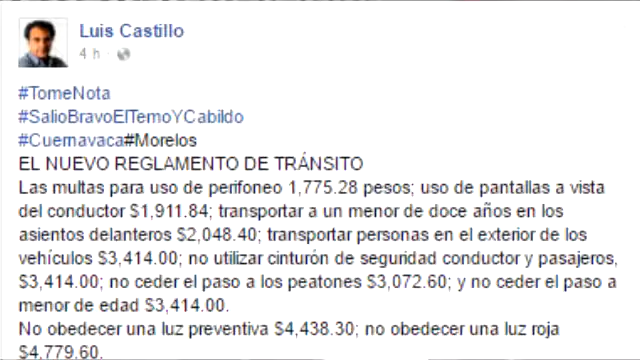 Luis Castillo
4 h ·
#TomeNota
#SalioBravoElTemoYCabildo
#Cuernavaca#Morelos
EL NUEVO REGLAMENTO DE TRÁNSITO
Las multas para uso de perifoneo 1,775.28 pesos; uso de pantallas a vista
del conductor $1,911.84; transportar a un menor de doce años en los
asientos delanteros $2,048.40; transportar personas en el exterior de los
vehículos $3,414.00; no utilizar cinturón de seguridad conductor y pasajeros,
$3,414.00; no ceder el paso a los peatones $3,072.60; y no ceder el paso a
menor de edad $3,414.00.
No obedecer una luz preventiva $4,438.30; no obedecer una luz roja
$4,779.60.